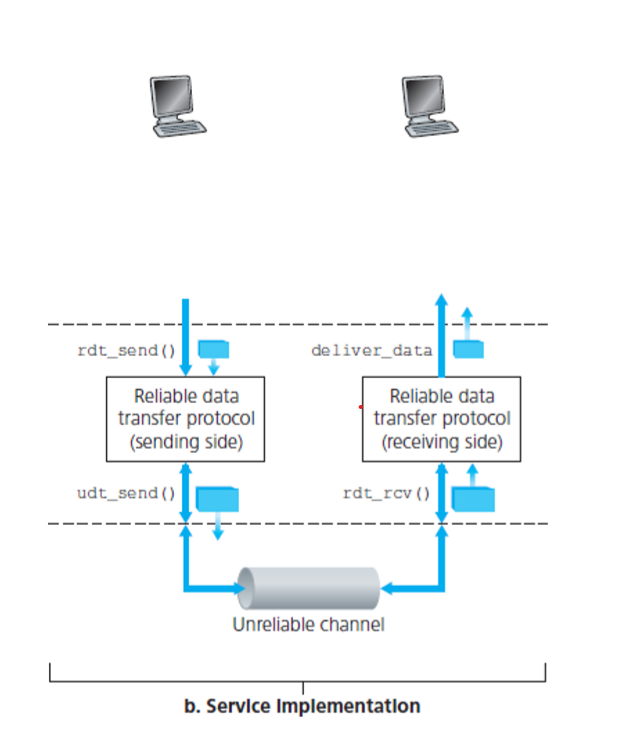 rdt_send()
deliver_data
Reliable data
transfer protocol
(sending side)
Reliable data
transfer protocol
(receiving side)
udt_send()
rdt_rcv()
Unreliable channel
b. Service implementation